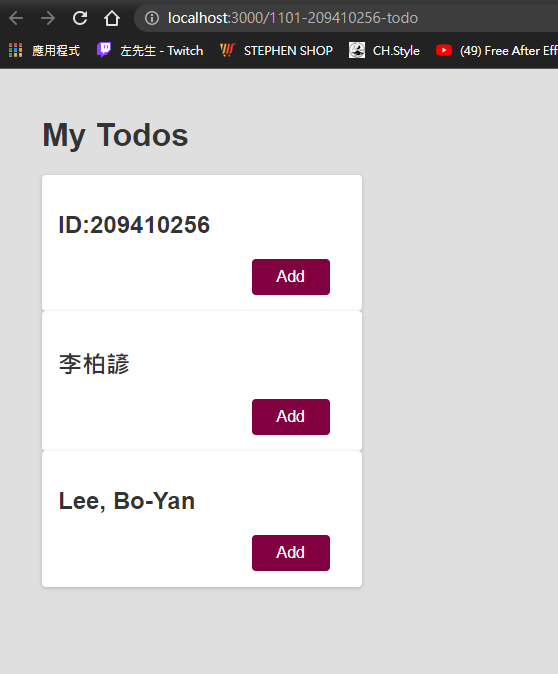 localhost:3000/1101-209410256-todo
應用程式 左先生 - Twitch STEPHEN SHOP CH.Style (49) Free After Eff
My Todos
ID:209410256
Add
李柏諺
Add
Lee, Bo-Yan
Add